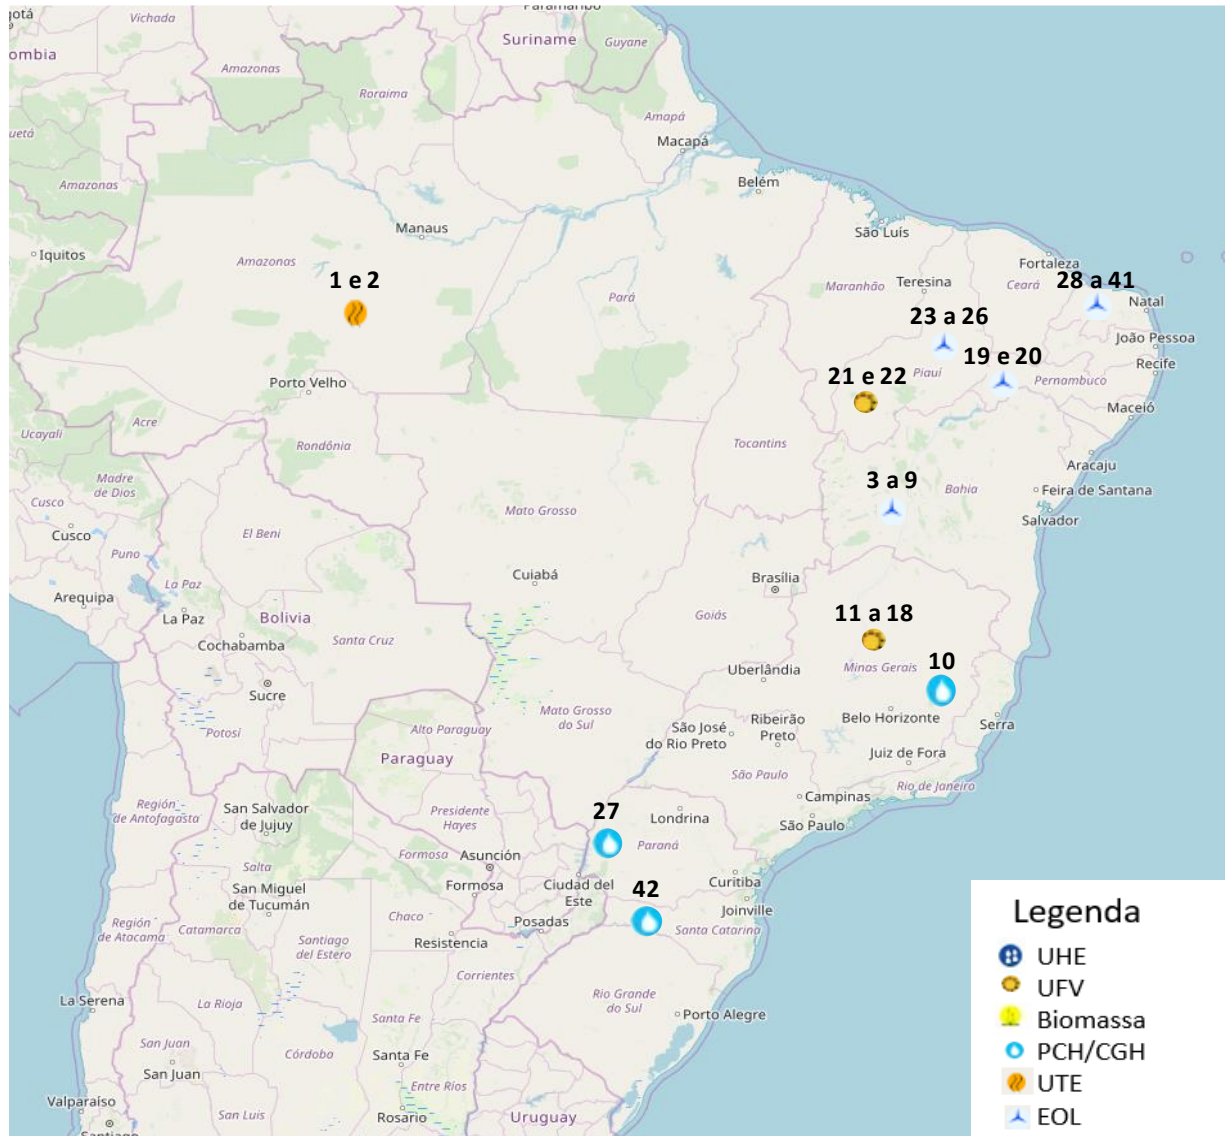 gotá
Vichada
Paramaribo
Suriname
Guyane
ombia
Amazonas
Roraima
Amapá
Macapá
uetá
Amazonas
Belém
Manaus
São Luís
Iquitos
Amazonas
Fortaleza
1 e 2
Pará
Maranhão
Teresina
Ceará
28 a 41
Natal
23 a 26
João Pessoa
19 e 20
Recife
21 e 22
Piauí
Pernambuco
Porto Velho
Maceió
Acre
Ucayali
Rondônia
Tocantins
Aracaju
Madre
de Dios
3 a 9
Bahia
Feira de Santana
Cusco
Mato Grosso
Salvador
Cusco
El Beni
Puno
Cuiabá
Brasília
La Paz
Arequipa
La Paz
Bolivia
11 a 18
Goiás
Santa Cruz
Cochabamba
10
Uberlândia
Minas Gerais
Sucre
Mato Grosso
do Sul
Belo Horizonte
Ribeirão
Preto
São José
do Rio Preto
Serra
Potosí
Alto Paraguay
Juiz de Fora
Paraguay
São Paulo
Rio de Janeiro
Campinas
Región
de Antofagasta
San Salvador
de Jujuy
Presidente
Hayes
27
Londrina
São Paulo
Paraná
Formosa
Asunción
Salta
San Miguel
de Tucumán
Formosa
Ciudad del
Este
42
Curitiba
Joinville
Chaco
Posadas
Región
de Atacama
Catamarca
Santa Catarina
Santiago
del Estero
Resistencia
Corrientes
La Serena
La Rioja
Rio Grande
do Sul
Santa Fe
Porto Alegre
San Juan
Córdoba
Santa Fe
San Juan
Entre Ríos
Valparaíso
San Luis
Rosario
Uruguay
Santiago
Legenda
UHE
UFV
Biomassa
PCH/CGH
UTE
EOL